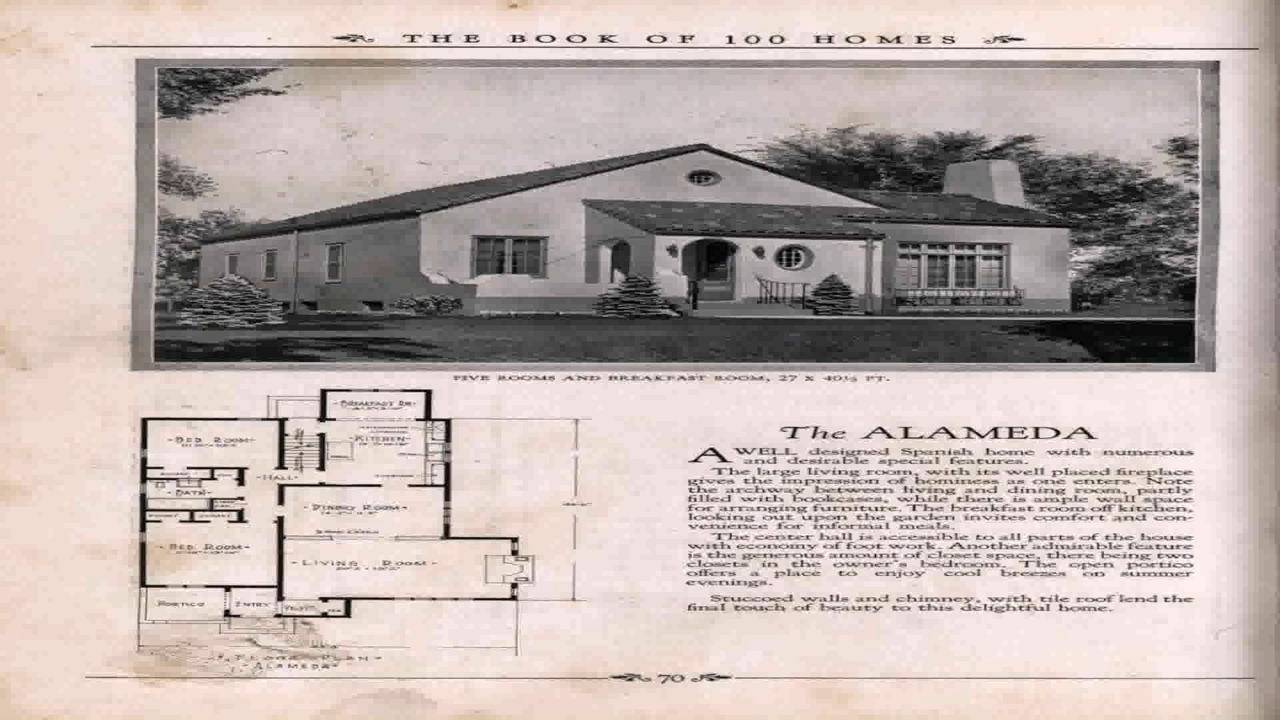 THE BOOK OF 100 HOMES
FIVE ROOMS AND BREAKFAST ROOM, 27 X 40½ FT.
BREAKFAST RM.
BED ROOM
KITCHEN
HALL
BATH
DINING ROOM
BED ROOM
LIVING ROOM
PORTICO
ENTRY
FLOOR PLAN
ALAMEDA
The ALAMEDA
A WELL designed Spanish home with numerous
and desirable special features.
The large living room, with its well placed fireplace
gives the impression of hominess as one enters. Note
the archway between living and dining room, partly
filled with bookcases, while there is ample wall space
for arranging furniture. The breakfast room off kitchen,
looking out upon the garden invites comfort and con-
venience for informal meals.
The center hall is accessible to all parts of the house
with economy of foot work. Another admirable feature
is the generous amount of closet space, there being two
closets in the owner's bedroom. The open portico
offers a place to enjoy cool breezes on summer
evenings.
Stuccoed walls and chimney, with tile roof lend the
final touch of beauty to this delightful home.
70